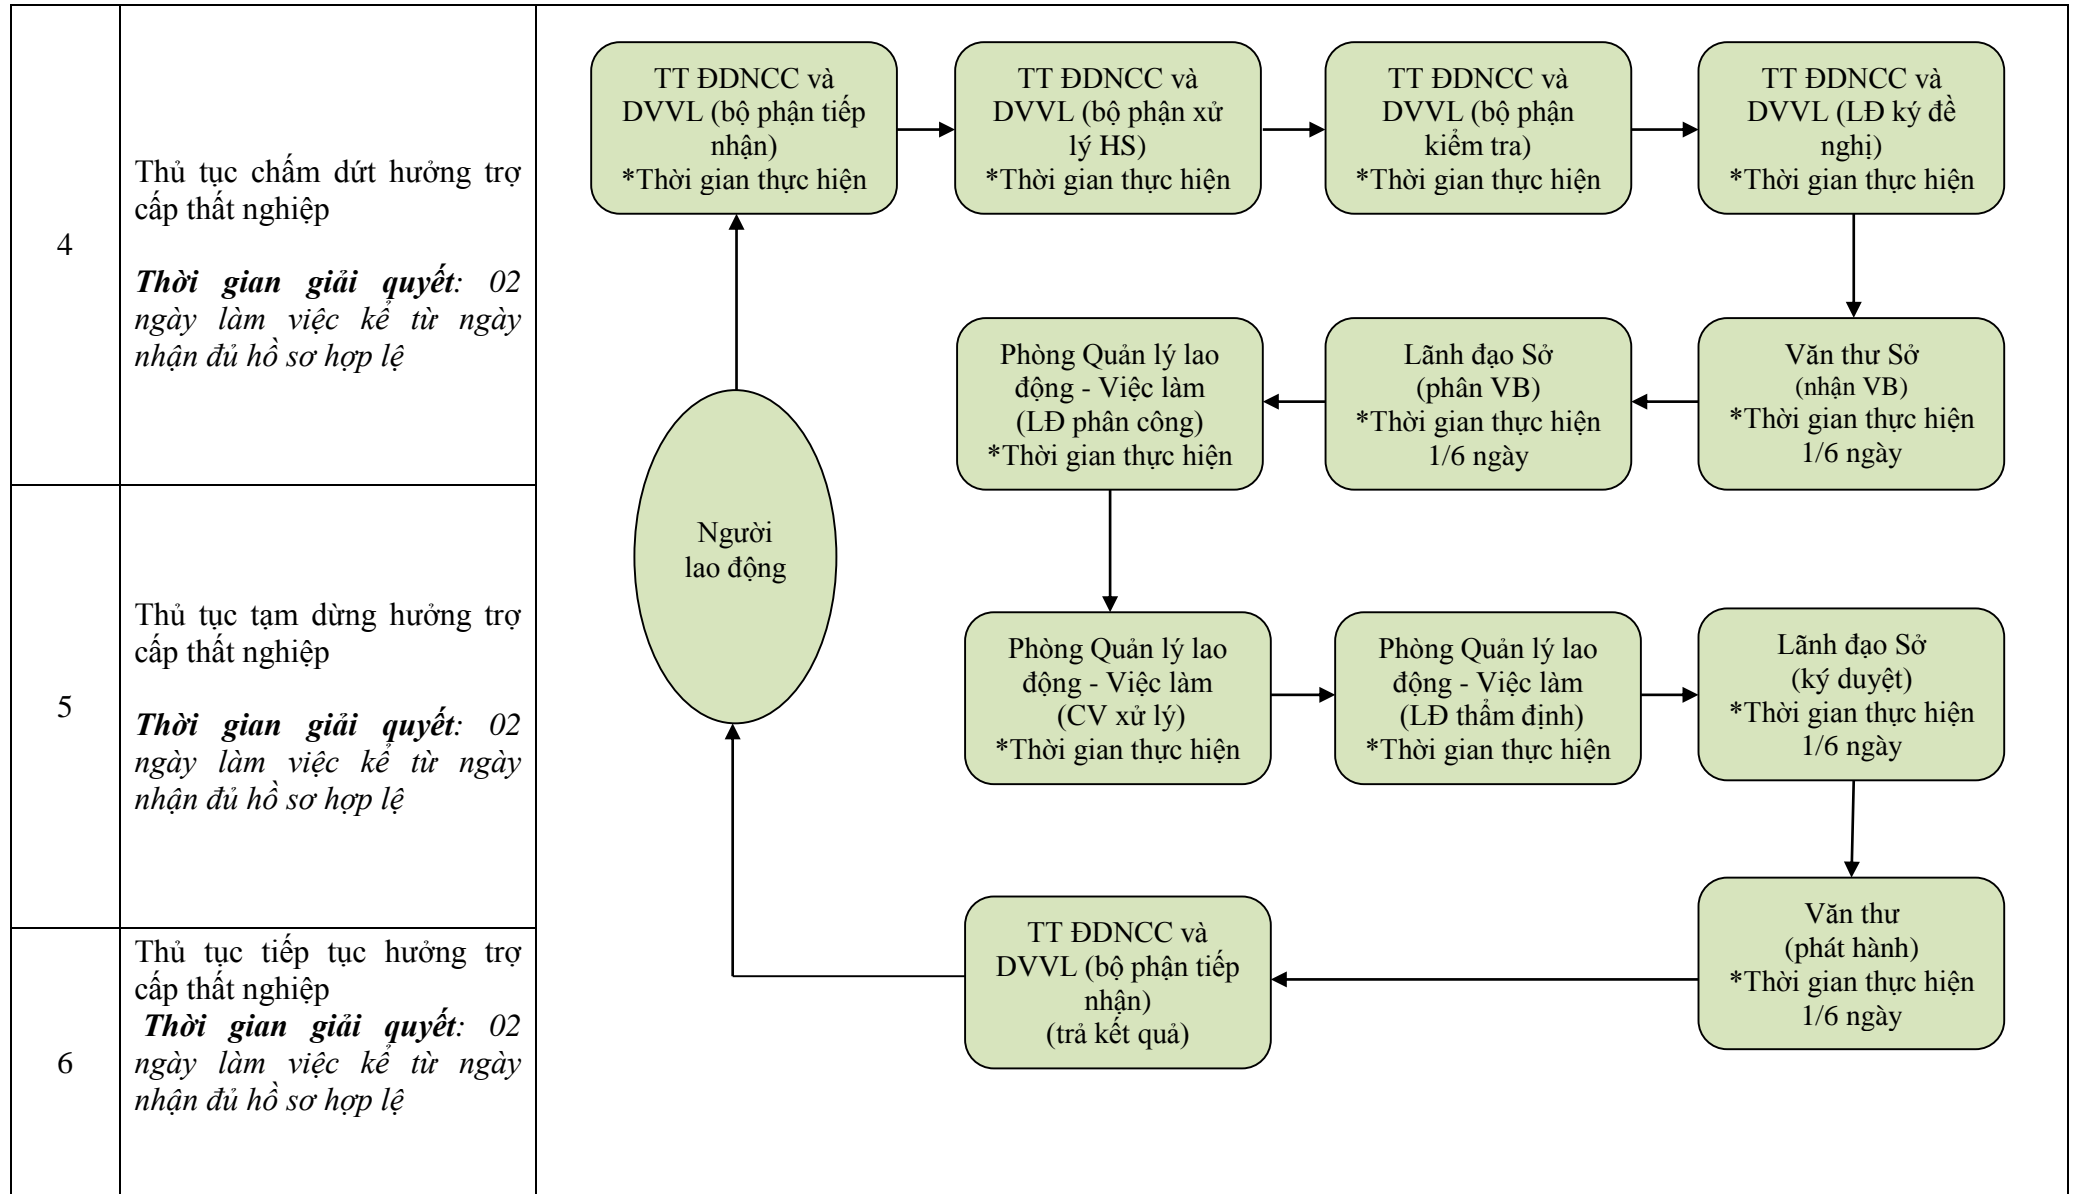 4
Thủ tục chấm dứt hưởng trợ
cấp thất nghiệp
Thời gian giải quyết: 02
ngày làm việc kể từ ngày
nhận đủ hồ sơ hợp lệ
5
Thủ tục tạm dừng hưởng trợ
cấp thất nghiệp
Thời gian giải quyết: 02
ngày làm việc kể từ ngày
nhận đủ hồ sơ hợp lệ
6
Thủ tục tiếp tục hưởng trợ
cấp thất nghiệp
Thời gian giải quyết: 02
ngày làm việc kể từ ngày
nhận đủ hồ sơ hợp lệ
TT ĐDNCC và
DVVL (bộ phận tiếp
nhận)
*Thời gian thực hiện
TT ĐDNCC và
DVVL (bộ phận xử
lý HS)
*Thời gian thực hiện
TT ĐDNCC và
DVVL (bộ phận
kiểm tra)
*Thời gian thực hiện
TT ĐDNCC và
DVVL (LĐ ký đề
nghị)
*Thời gian thực hiện
Văn thư Sở
(nhận VB)
*Thời gian thực hiện
1/6 ngày
Lãnh đạo Sở
(phân VB)
*Thời gian thực hiện
1/6 ngày
Phòng Quản lý lao
động - Việc làm
(LĐ phân công)
*Thời gian thực hiện
Người
lao động
Phòng Quản lý lao
động - Việc làm
(CV xử lý)
*Thời gian thực hiện
Phòng Quản lý lao
động - Việc làm
(LĐ thẩm định)
*Thời gian thực hiện
Lãnh đạo Sở
(ký duyệt)
*Thời gian thực hiện
1/6 ngày
Văn thư
(phát hành)
*Thời gian thực hiện
1/6 ngày
TT ĐDNCC và
DVVL (bộ phận tiếp
nhận)
(trả kết quả)